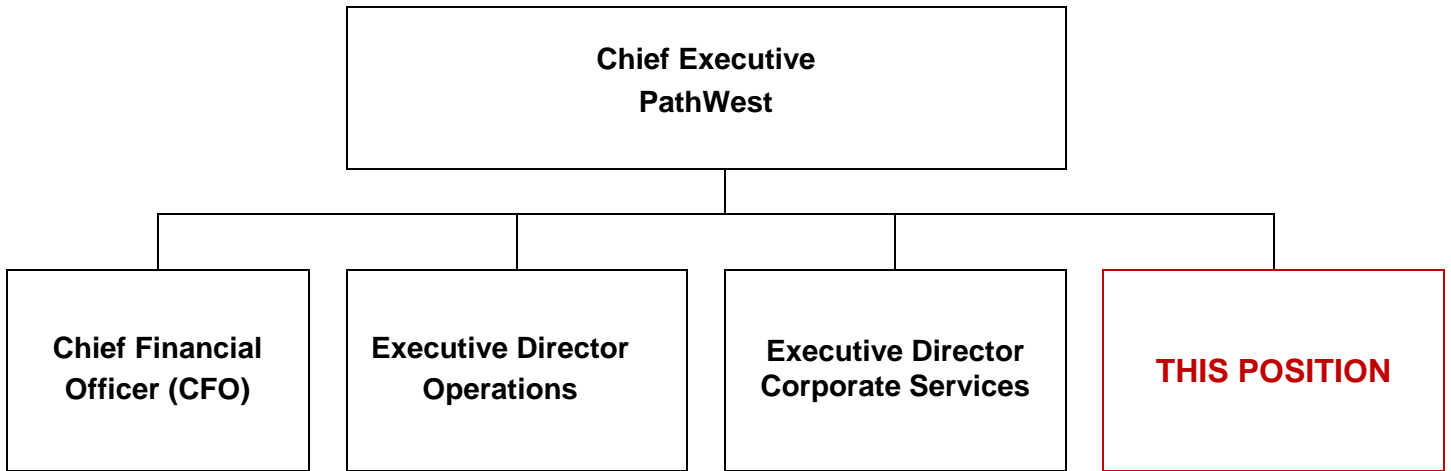 Chief Executive
PathWest
Chief Financial
Officer (CFO)
Executive Director
Operations
Executive Director
Corporate Services
THIS POSITION